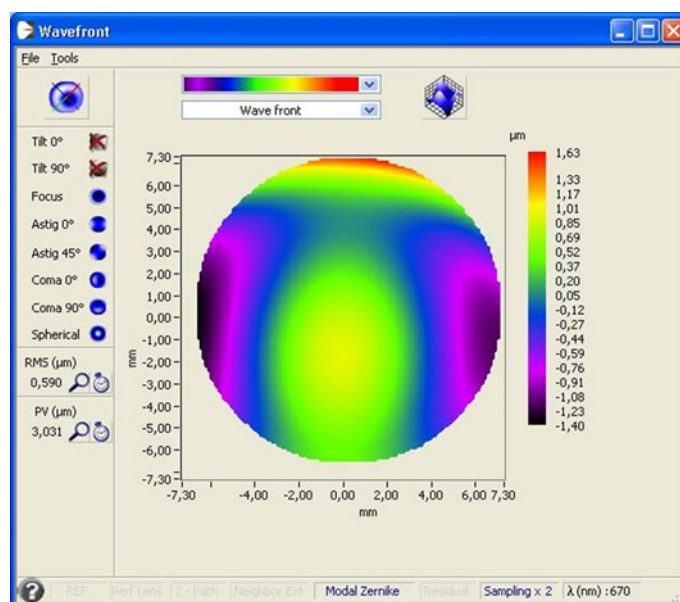 Wavefront
File Tools
Wave front
Tilt 0°
Tilt 90°
Focus
Astig 0°
Astig 45°
Coma 0°
Coma 90°
Spherical
RMS (µm)
0,590
PV (µm)
3,031
7,30
6,00
5,00
4,00
3,00
2,00
1,00
0,00
-1,00
-2,00
-3,00
-4,00
-5,00
-6,00
-7,30
mm
-7,30 -4,00 -2,00 0,00 2,00 4,00 6,00 7,30
mm
µm
1,63
1,33
1,17
1,01
0,85
0,69
0,52
0,37
0,20
0,05
-0,12
-0,27
-0,44
-0,59
-0,76
-0,91
-1,08
-1,23
-1,40
? REF. Perf Lens 2 - Path Neighbor Ext Modal Zernike Residual Sampling x 2 λ (nm) :670